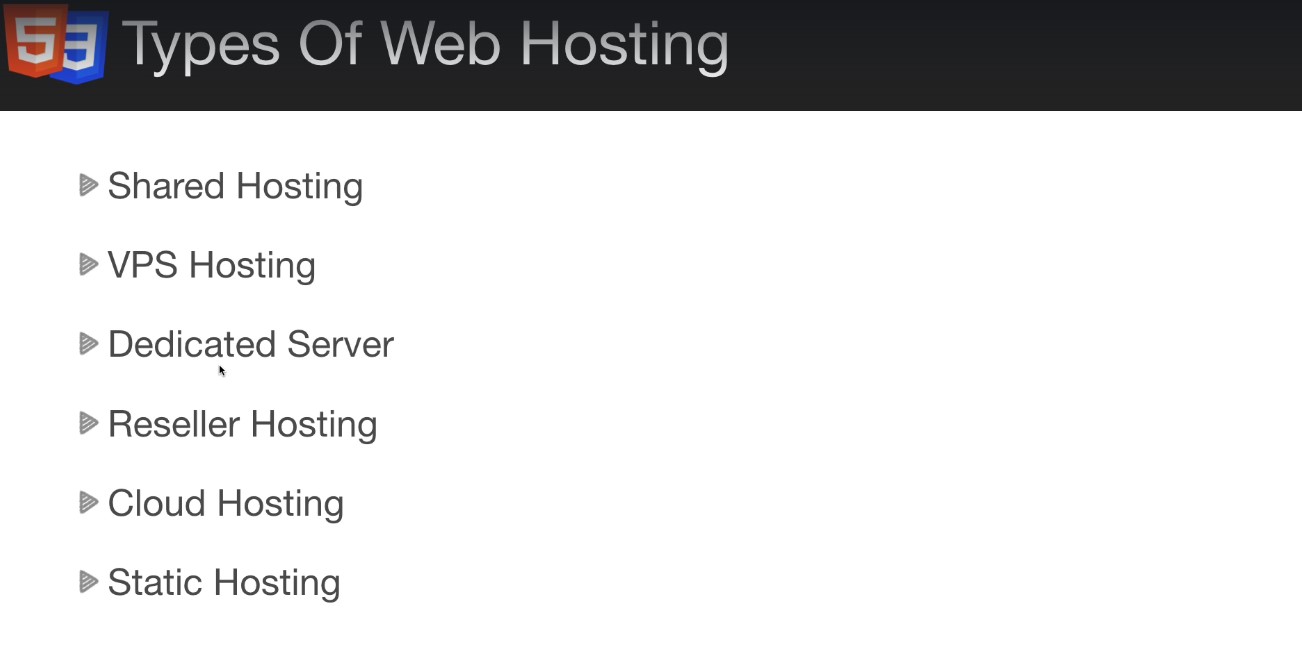 5 3 Types Of Web Hosting
Shared Hosting
VPS Hosting
Dedicated Server
Reseller Hosting
Cloud Hosting
Static Hosting